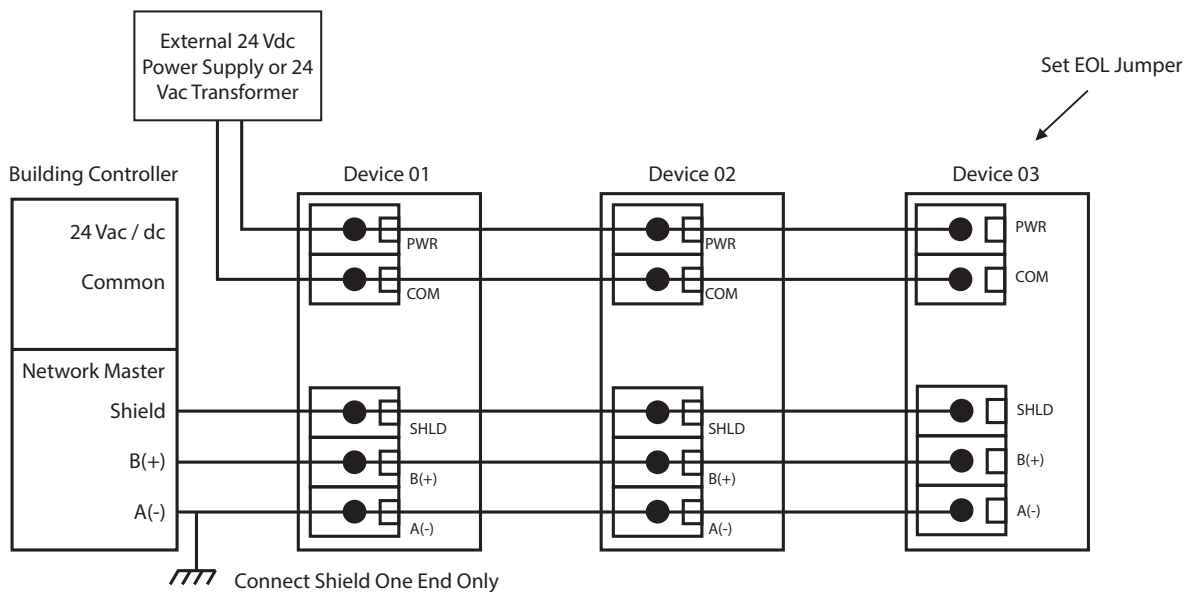 External 24 Vdc
Power Supply or 24
Vac Transformer
Set EOL Jumper
Building Controller
Device 01
Device 02
Device 03
24 Vac / dc
PWR
PWR
PWR
Common
COM
COM
COM
Network Master
Shield
SHLD
SHLD
SHLD
B(+)
B(+)
B(+)
B(+)
A(-)
A(-)
A(-)
A(-)
Connect Shield One End Only